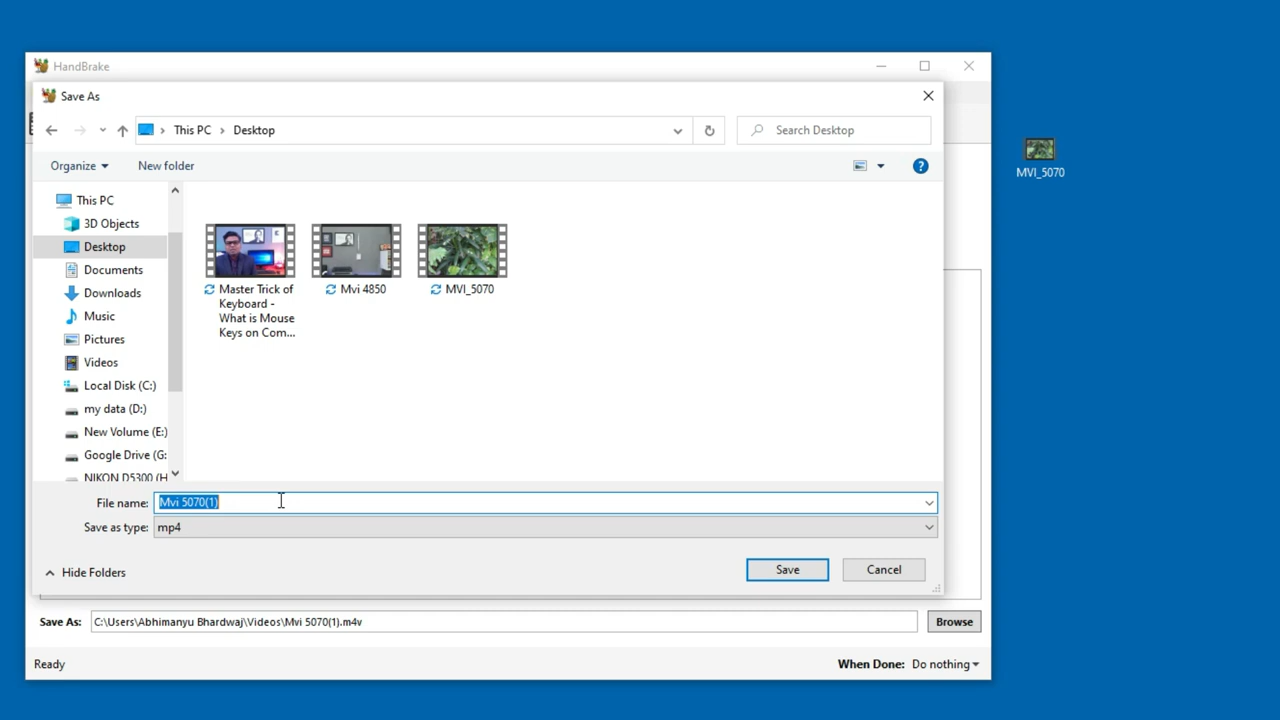 HandBrake
Save As
This PC
Desktop
Search Desktop
Organize
New folder
This PC
3D Objects
Desktop
Documents
Downloads
Music
Pictures
Videos
Local Disk (C:)
my data (D:)
New Volume (E:)
Google Drive (G:
NIKON D5300 (H
Master Trick of
Keyboard -
What is Mouse
Keys on Com...
Mvi 4850
MVI_5070
File name: Mvi 5070(1)
Save as type: mp4
Hide Folders
Save
Cancel
Save As: C:\Users\Abhimanyu Bhardwaj\Videos\Mvi 5070(1).m4v
Browse
Ready
When Done: Do nothing
MVI_5070